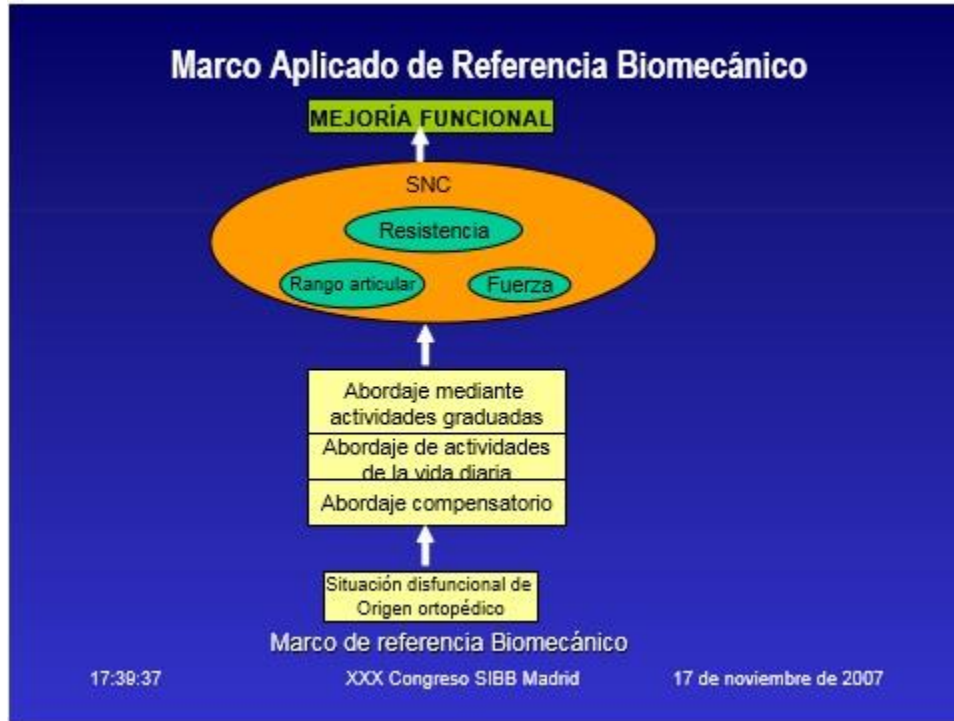 Marco Aplicado de Referencia Biomecánico
MEJORÍA FUNCIONAL
SNC
Resistencia
Rango articular
Fuerza
Abordaje mediante
actividades graduadas
Abordaje de actividades
de la vida diaria
Abordaje compensatorio
Situación disfuncional de
Origen ortopédico
Marco de referencia Biomecánico
17:39:37 XXX Congreso SIBB Madrid 17 de noviembre de 2007